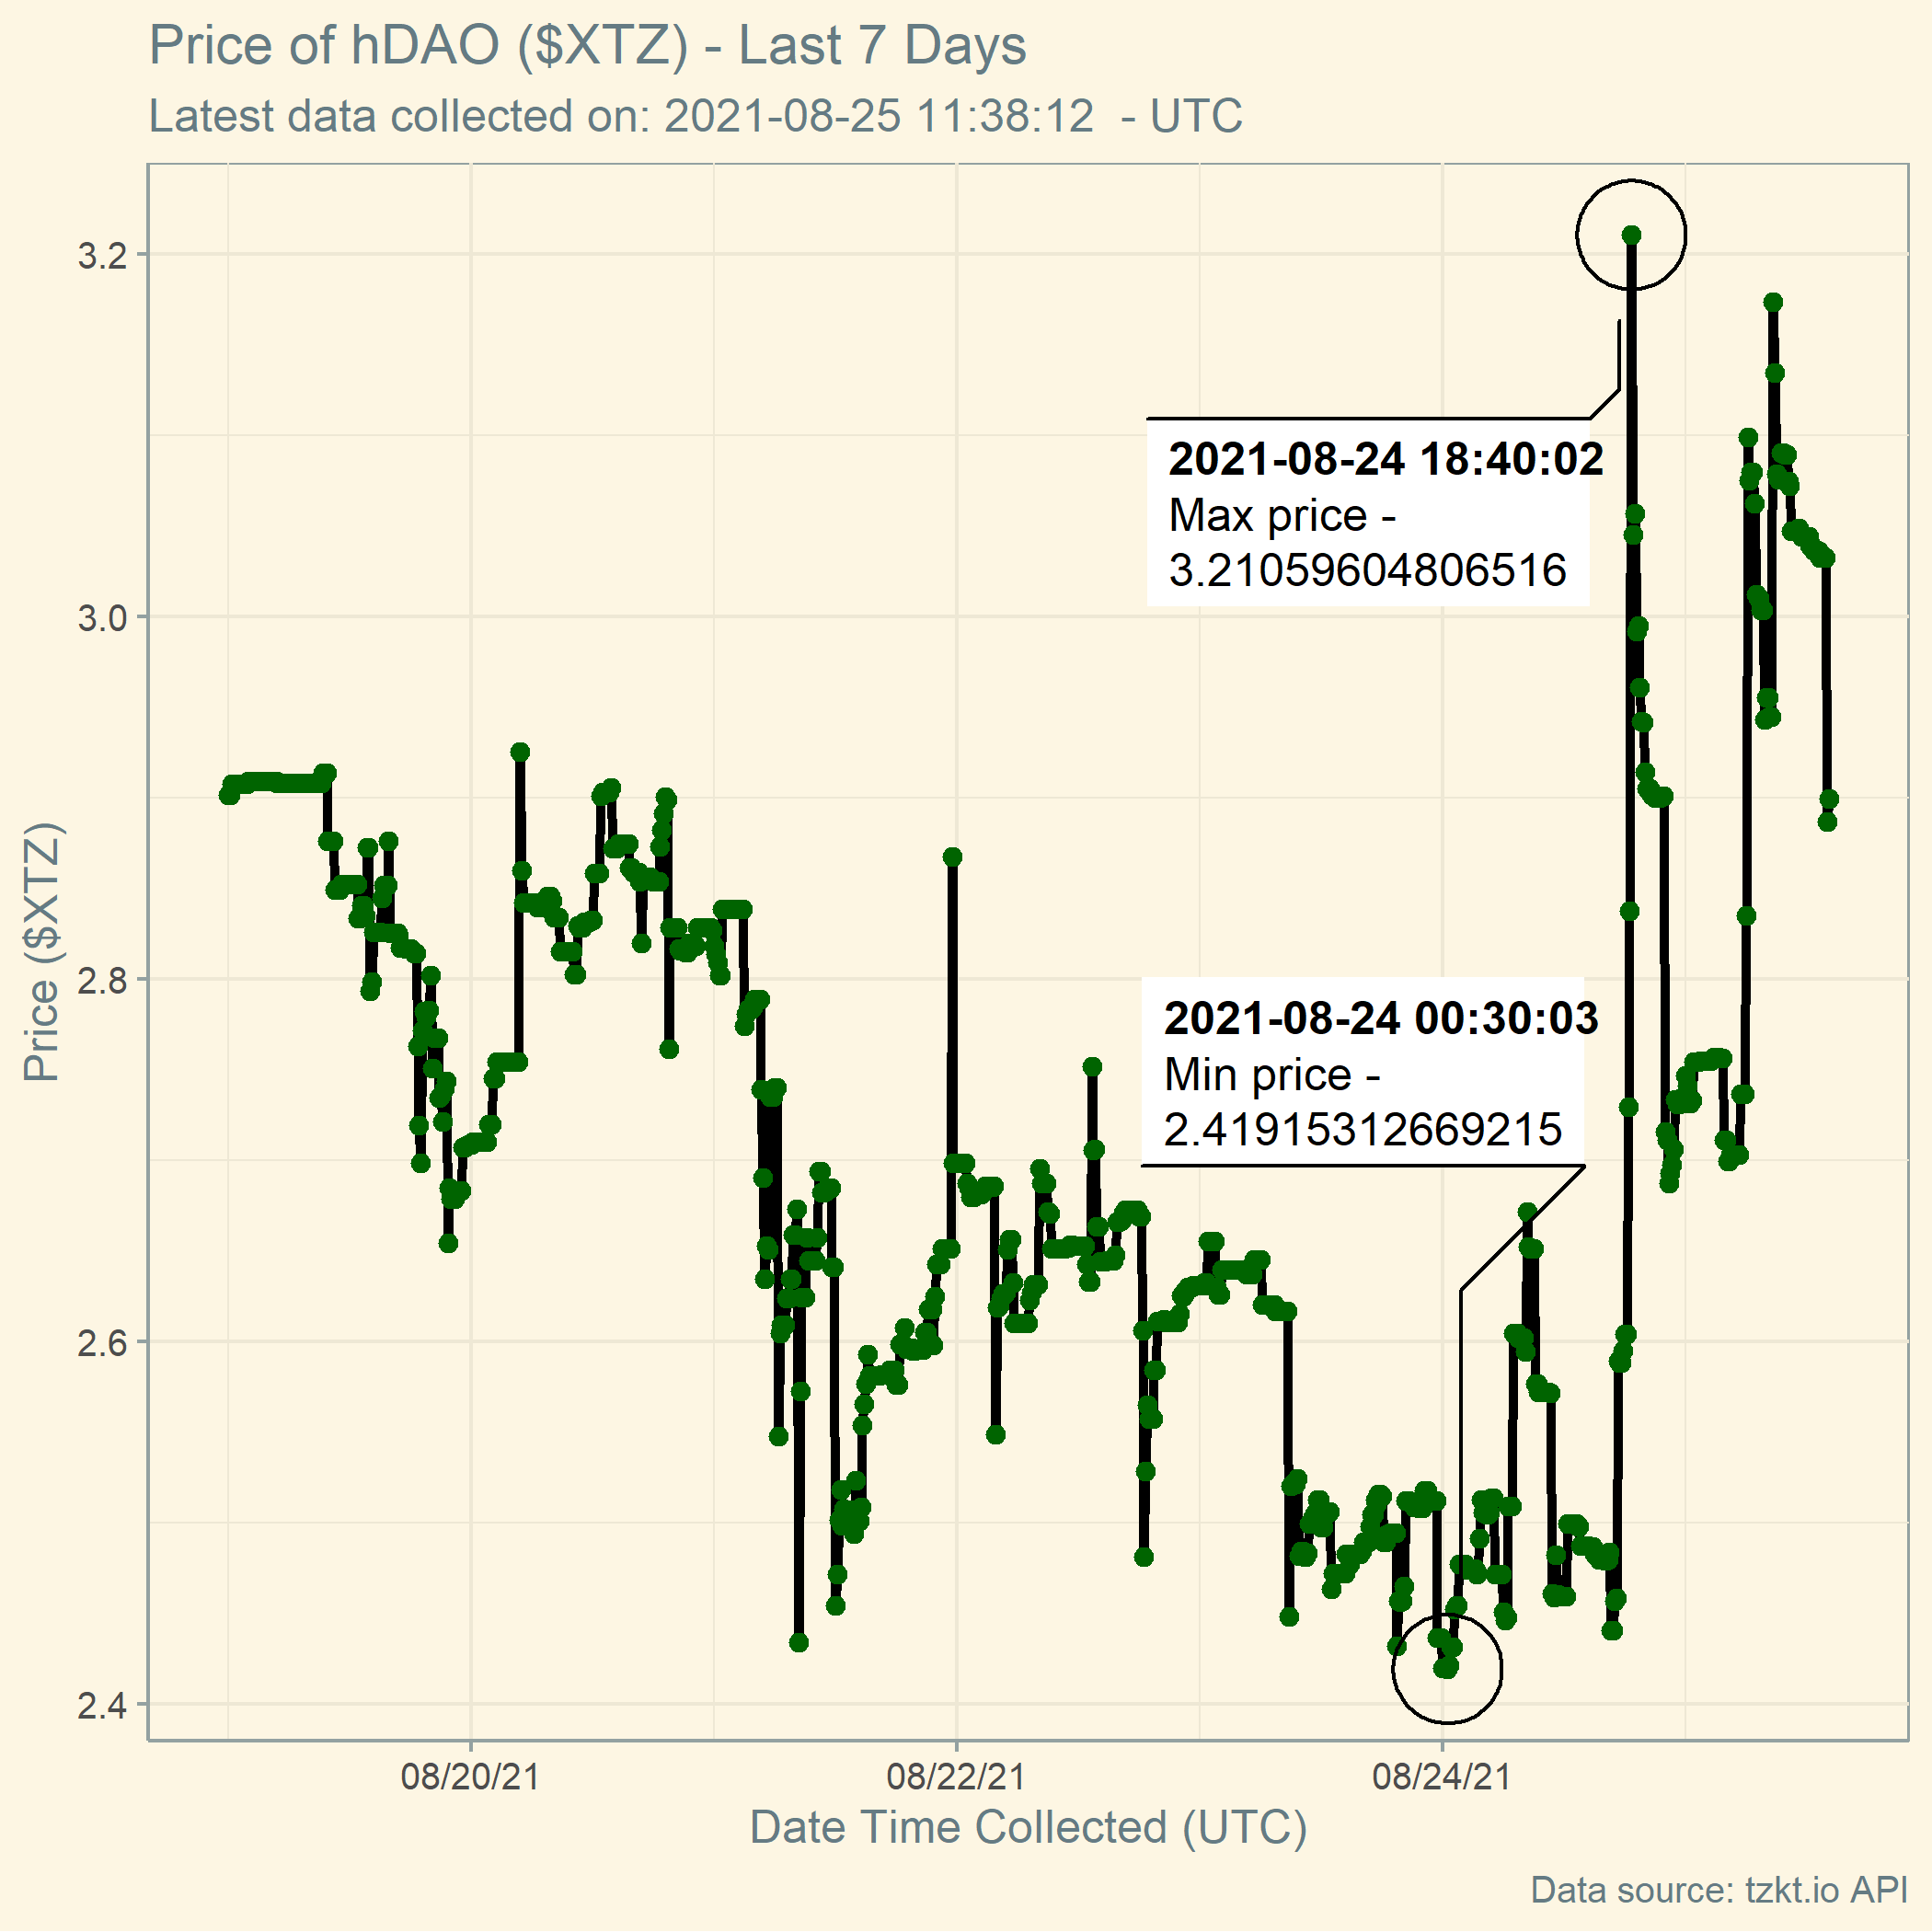 Price of hDAO ($XTZ) - Last 7 Days
Latest data collected on: 2021-08-25 11:38:12  - UTC
Price ($XTZ)
3.2
3.0
2.8
2.6
2.4
2021-08-24 18:40:02
Max price -
3.21059604806516
2021-08-24 00:30:03
Min price -
2.41915312669215
08/20/21
08/22/21
08/24/21
Date Time Collected (UTC)
Data source: tzkt.io API